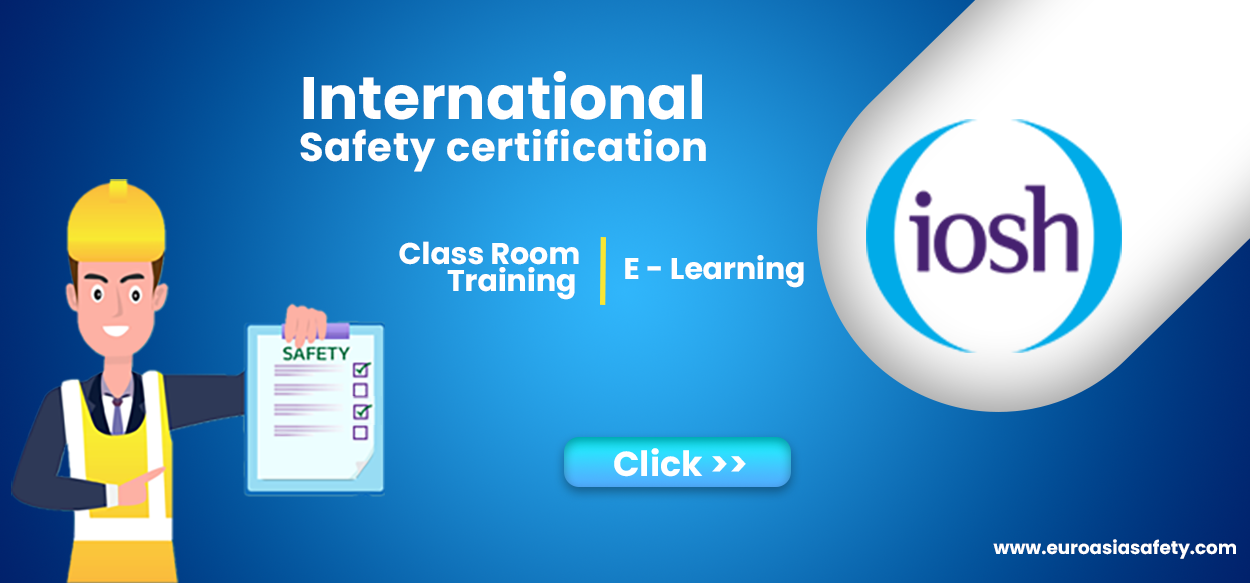 International
Safety certification
Class Room
Training
E - Learning
iosh
SAFETY
Click >>
www.euroasiasafety.com